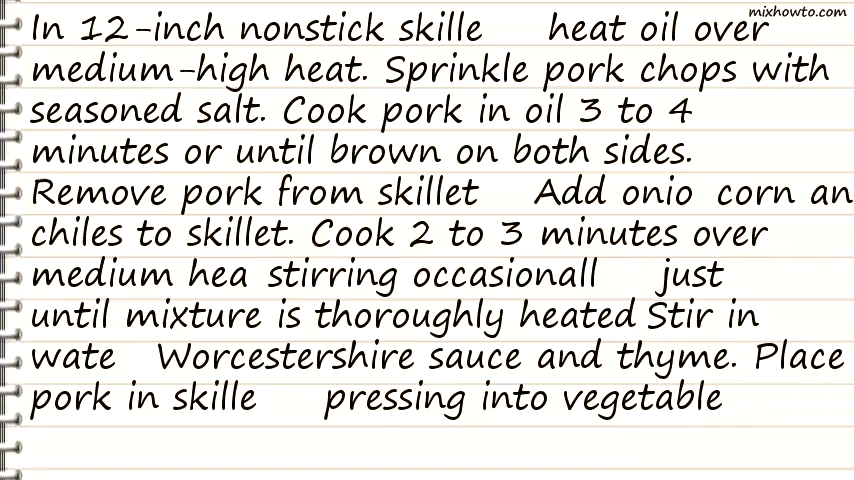 mixhowto.com
In 12-inch nonstick skille heat oil over
medium-high heat. Sprinkle pork chops with
seasoned salt. Cook pork in oil 3 to 4
minutes or until brown on both sides.
Remove pork from skillet Add onio corn an
chiles to skillet. Cook 2 to 3 minutes over
medium hea stirring occasionall just
until mixture is thoroughly heated Stir in
wate Worcestershire sauce and thyme. Place
pork in skille pressing into vegetable